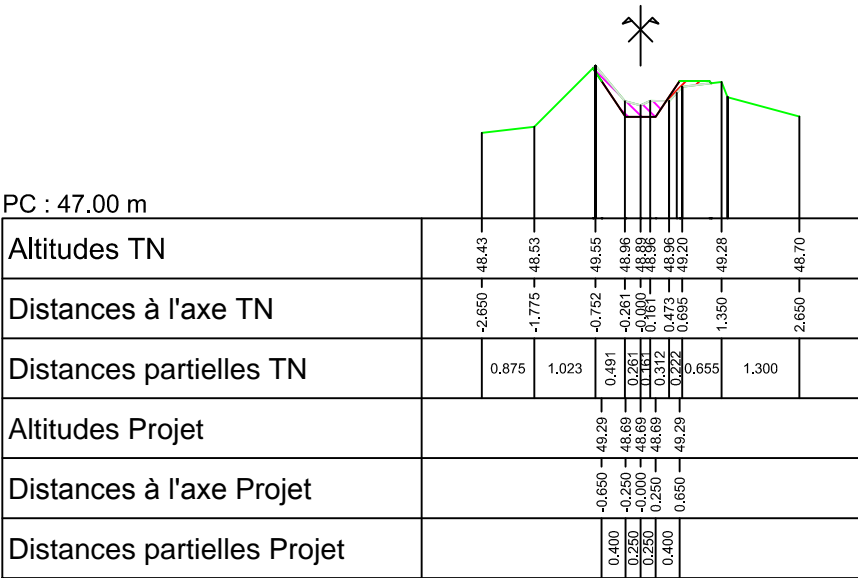 PC : 47.00 m
Altitudes TN 48.43 48.53 49.55 48.96 48.89 48.96 48.96 49.20 49.28 48.70
Distances à l'axe TN -2.650 -1.775 -0.752 -0.261 -0.000 0.161 0.473 0.695 1.350 2.650
Distances partielles TN 0.875 1.023 0.491 0.261 0.161 0.312 0.222 0.655 1.300
Altitudes Projet 49.29 48.69 48.69 48.69 49.29
Distances à l'axe Projet -0.650 -0.250 -0.000 0.250 0.650
Distances partielles Projet 0.400 0.250 0.250 0.400